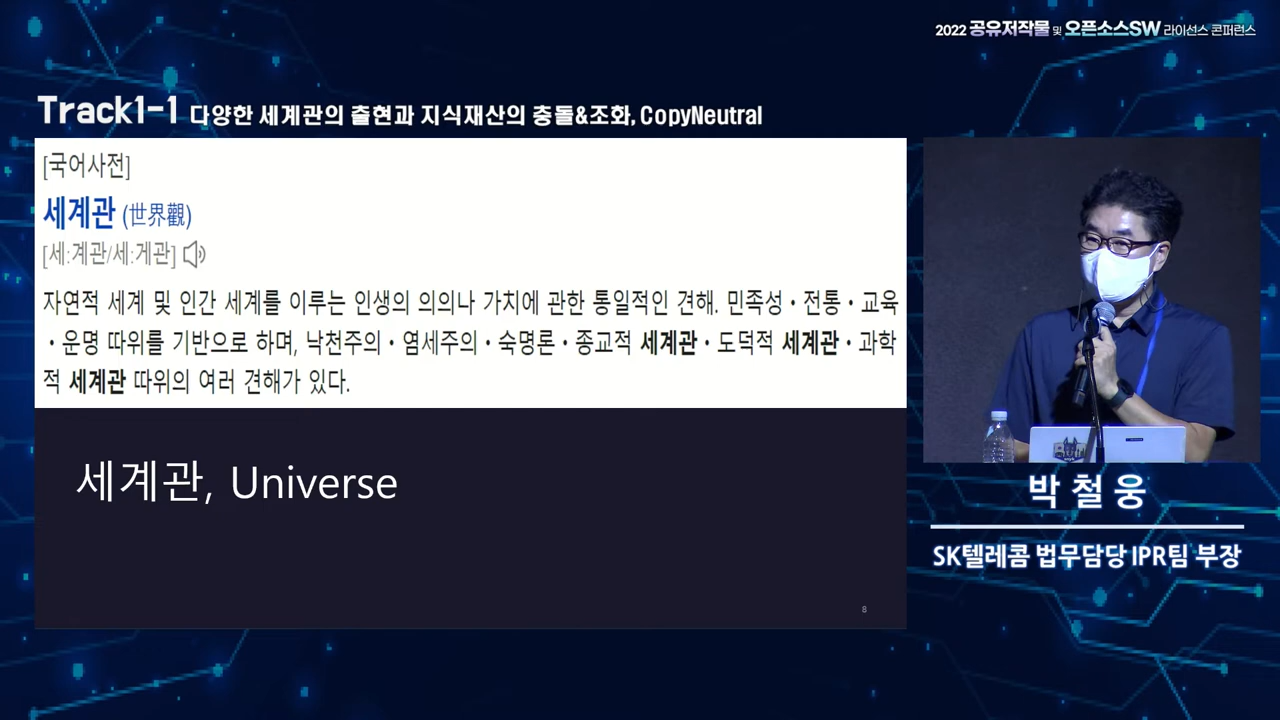 2022 공유저작물 및 오픈소스SW 라이선스 콘퍼런스
Track1-1 다양한 세계관의 출현과 지식재산의 충돌&조화, CopyNeutral
[국어사전]
세계관 (世界觀)
[세:계관/세:게관]
자연적 세계 및 인간 세계를 이루는 인생의 의의나 가치에 관한 통일적인 견해. 민족성·전통·교육
·운명 따위를 기반으로 하며, 낙천주의·염세주의·숙명론·종교적 세계관·도덕적 세계관·과학
적 세계관 따위의 여러 견해가 있다.
세계관, Universe
8
박철웅
SK텔레콤 법무담당 IPR팀 부장